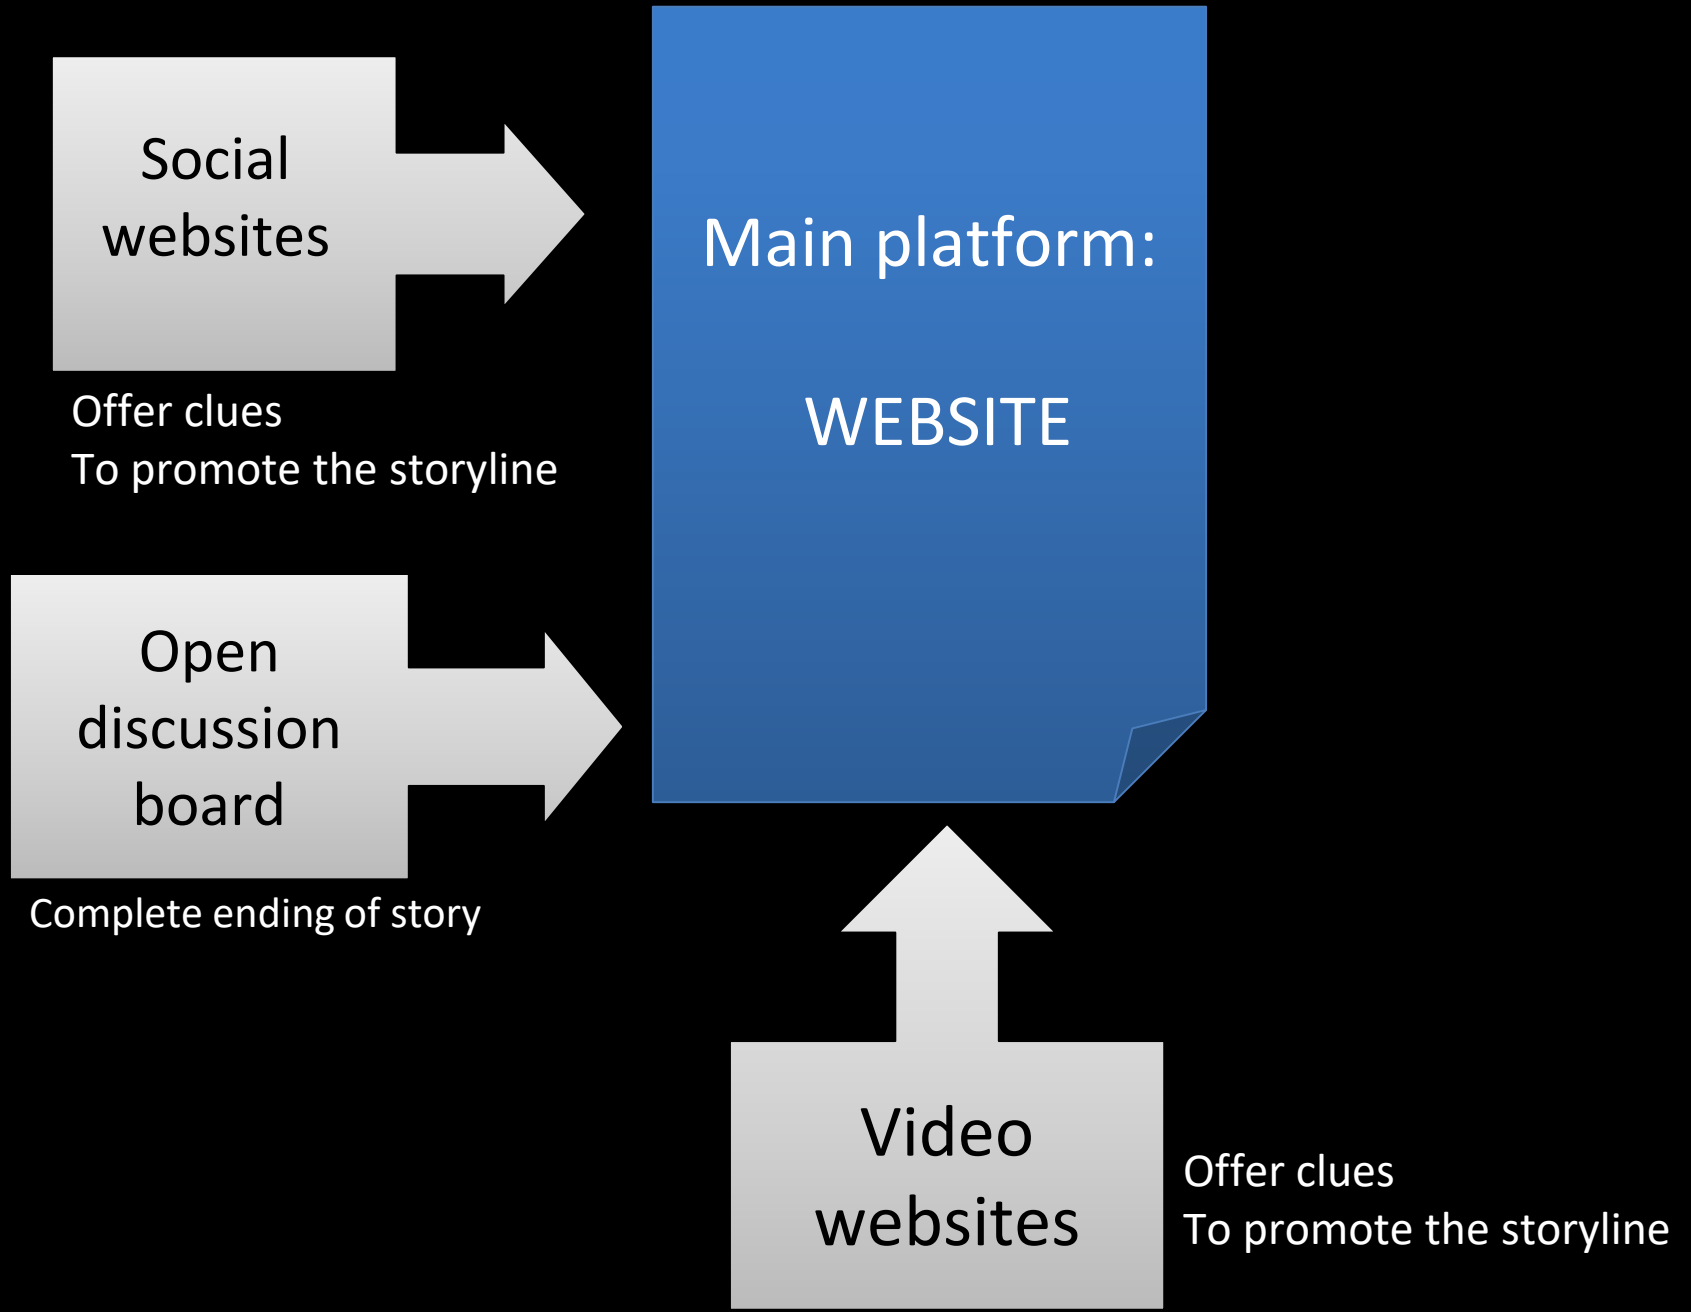 Social
websites
Offer clues
To promote the storyline
Main platform:
WEBSITE
Open
discussion
board
Complete ending of story
Video
websites
Offer clues
To promote the storyline